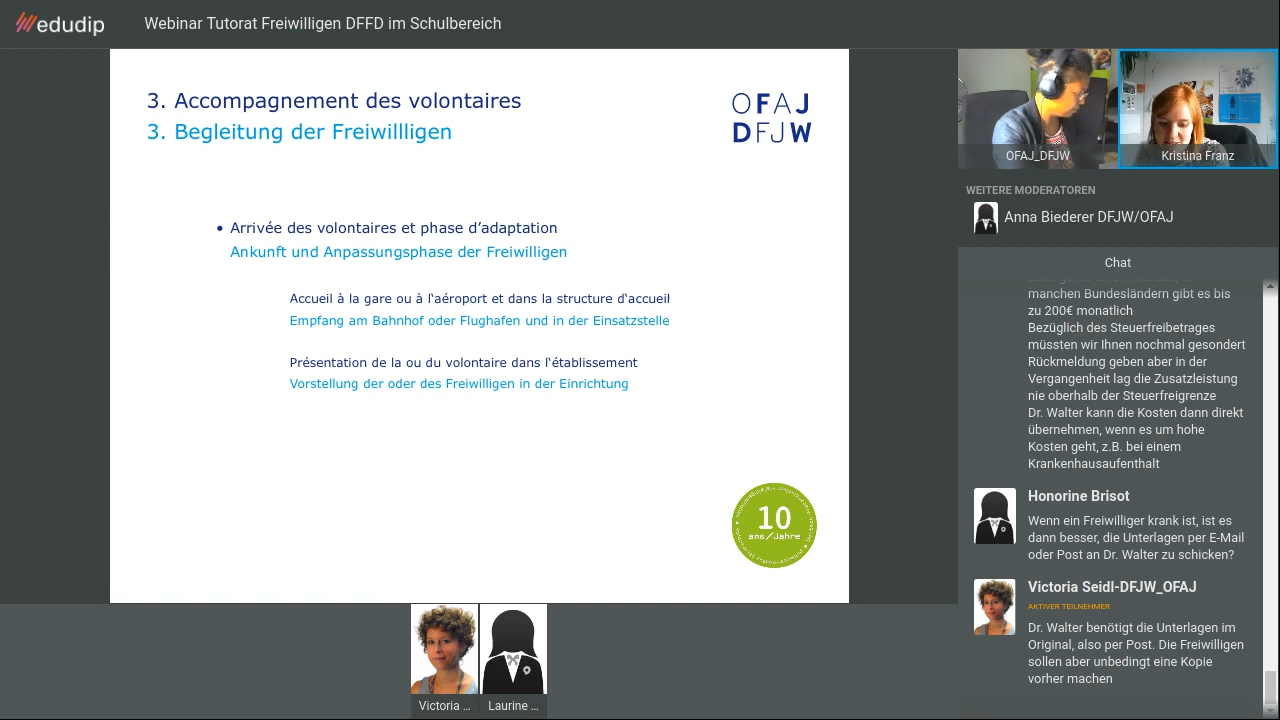 edudip
Webinar Tutorat Freiwilligen DFFD im Schulbereich
3. Accompagnement des volontaires
3. Begleitung der Freiwillligen
OFAJ
DFJW
• Arrivée des volontaires et phase d’adaptation
Ankunft und Anpassungsphase der Freiwilligen
Accueil à la gare ou à l‘aéroport et dans la structure d‘accueil
Empfang am Bahnhof oder Flughafen und in der Einsatzstelle
Présentation de la ou du volontaire dans l‘établissement
Vorstellung der oder des Freiwilligen in der Einrichtung
10
ans/Jahre
Victoria ...
Laurine ...
OFAJ_DFJW
Kristina Franz
WEITERE MODERATOREN
Anna Biederer DFJW/OFAJ
Chat
manchen Bundesländern gibt es bis
zu 200€ monatlich
Bezüglich des Steuerfreibetrages
müssten wir Ihnen nochmal gesondert
Rückmeldung geben aber in der
Vergangenheit lag die Zusatzleistung
nie oberhalb der Steuerfreigrenze
Dr. Walter kann die Kosten dann direkt
übernehmen, wenn es um hohe
Kosten geht, z.B. bei einem
Krankenhausaufenthalt
Honorine Brisot
Wenn ein Freiwilliger krank ist, ist es
dann besser, die Unterlagen per E-Mail
oder Post an Dr. Walter zu schicken?
Victoria Seidl-DFJW_OFAJ
AKTIVER TEILNEHMER
Dr. Walter benötigt die Unterlagen im
Original, also per Post. Die Freiwilligen
sollen aber unbedingt eine Kopie
vorher machen